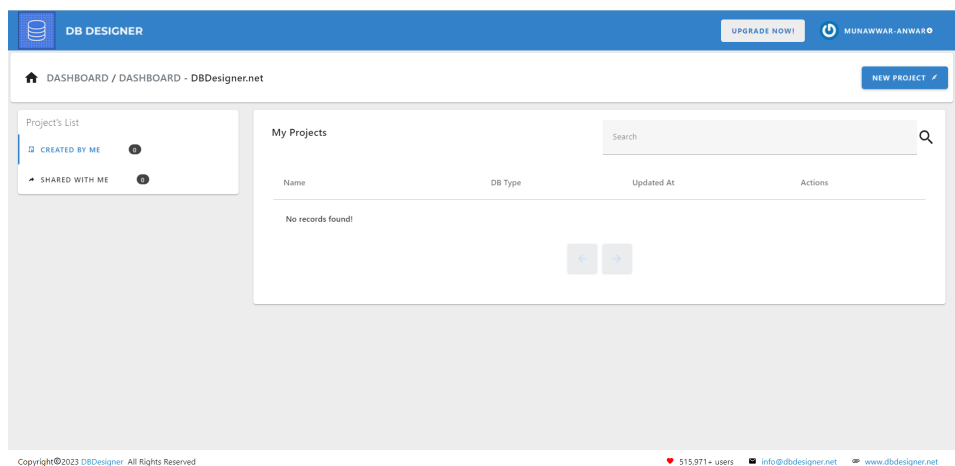 DB DESIGNER
UPGRADE NOW!
MUNAWWAR-ANWAR
DASHBOARD / DASHBOARD - DBDesigner.net
NEW PROJECT
Project's List
CREATED BY ME 0
SHARED WITH ME 0
My Projects
Search
Name DB Type Updated At Actions
No records found!
Copyright©2023 DBDesigner All Rights Reserved
515,971+ users info@dbdesigner.net www.dbdesigner.net